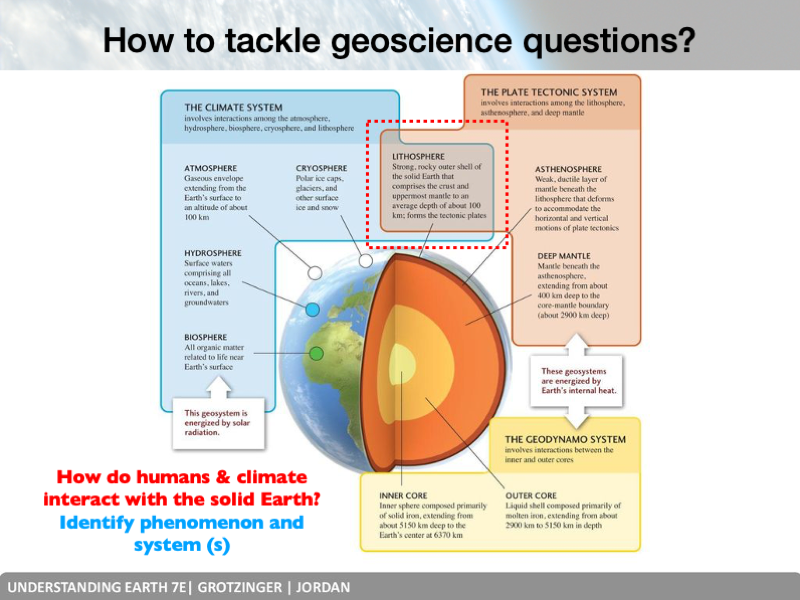 How to tackle geoscience questions?
THE CLIMATE SYSTEM
involves interactions among the atmosphere,
hydrosphere, biosphere, cryosphere, and lithosphere
THE PLATE TECTONIC SYSTEM
involves interactions among the lithosphere,
asthenosphere, and deep mantle
ATMOSPHERE
Gaseous envelope
extending from the
Earth's surface to
an altitude of about
100 km
CRYOSPHERE
Polar ice caps,
glaciers, and
other surface
ice and snow
LITHOSPHERE
Strong, rocky outer shell of
the solid Earth that
comprises the crust and
uppermost mantle to an
average depth of about 100
km; forms the tectonic plates
ASTHENOSPHERE
Weak, ductile layer of
mantle beneath the
lithosphere that deforms
to accommodate the
horizontal and vertical
motions of plate tectonics
HYDROSPHERE
Surface waters
comprising all
oceans, lakes,
rivers, and
groundwaters
DEEP MANTLE
Mantle beneath the
asthenosphere,
extending from about
400 km deep to the
core-mantle boundary
(about 2900 km deep)
BIOSPHERE
All organic matter
related to life near
Earth's surface
This geosystem is
energized by solar
radiation.
These geosystems
are energized by
Earth's internal heat.
THE GEODYNAMO SYSTEM
involves interactions between the
inner and outer cores
INNER CORE
Inner sphere composed primarily
of solid iron, extending from
about 5150 km deep to the
Earth's center at 6370 km
OUTER CORE
Liquid shell composed primarily of
molten iron, extending from about
2900 km to 5150 km in depth
How do humans & climate
interact with the solid Earth?
Identify phenomenon and
system (s)
UNDERSTANDING EARTH 7E| GROTZINGER | JORDAN